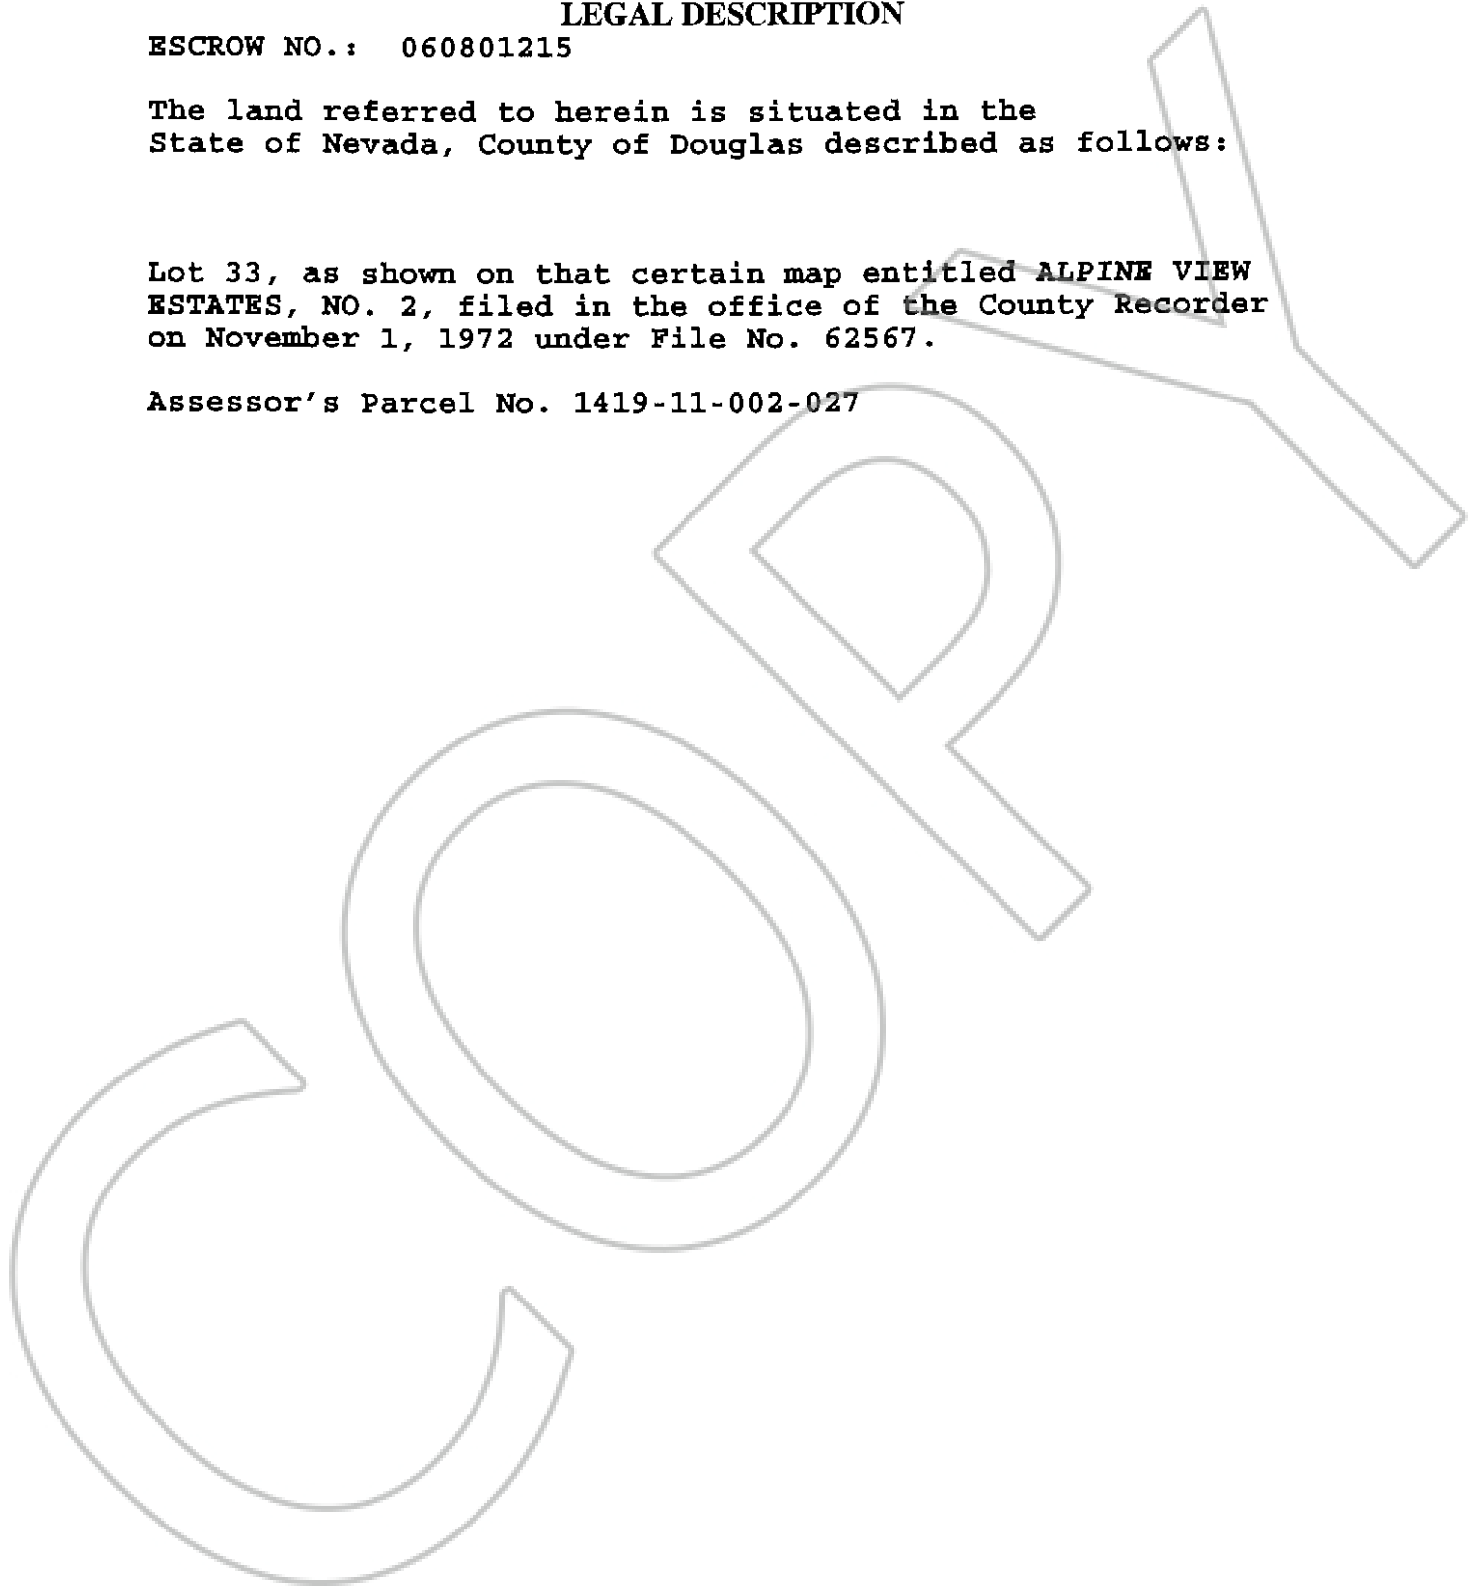 LEGAL DESCRIPTION
ESCROW NO.: 060801215
The land referred to herein is situated in the
State of Nevada, County of Douglas described as follows:
Lot 33, as shown on that certain map entitled ALPINE VIEW
ESTATES, NO. 2, filed in the office of the County Recorder
on November 1, 1972 under File No. 62567.
Assessor's Parcel No. 1419-11-002-027
COPY